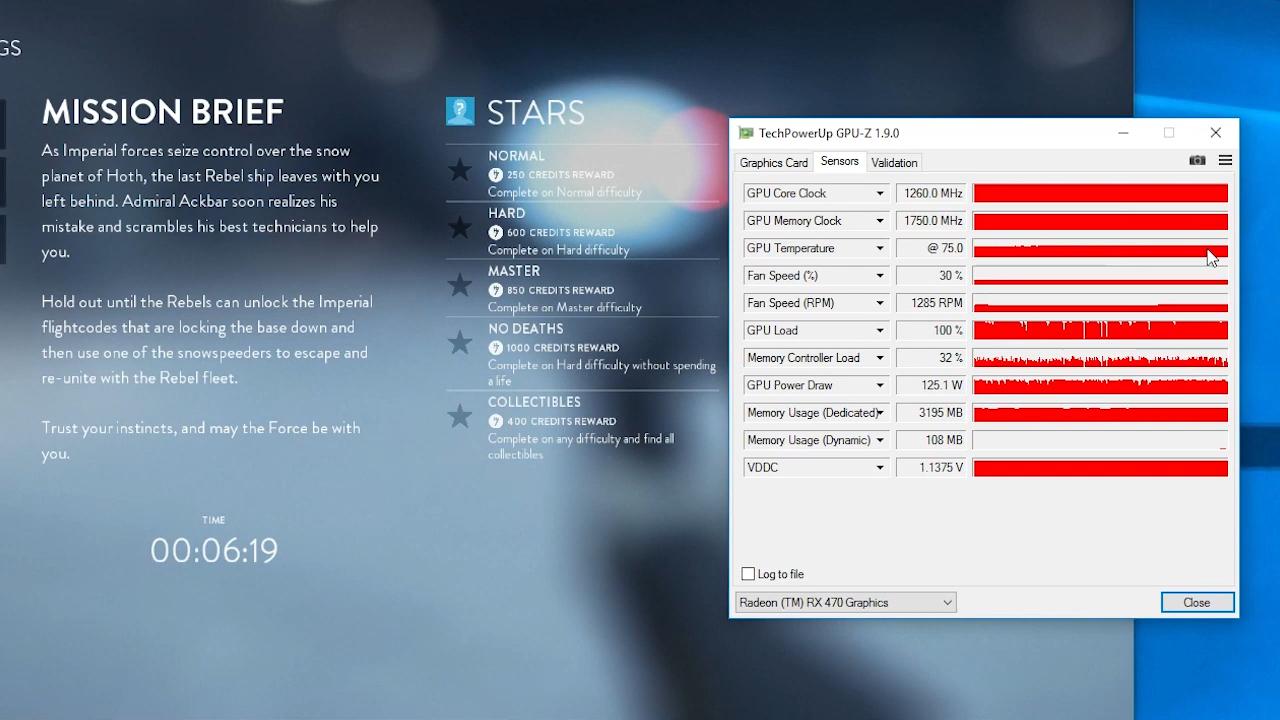 GS
MISSION BRIEF
As Imperial forces seize control over the snow
planet of Hoth, the last Rebel ship leaves with you
left behind. Admiral Ackbar soon realizes his
mistake and scrambles his best technicians to help
you.
Hold out until the Rebels can unlock the Imperial
flightcodes that are locking the base down and
then use one of the snowspeeders to escape and
re-unite with the Rebel fleet.
Trust your instincts, and may the Force be with
you.
TIME
00:06:19
STARS
NORMAL
250 CREDITS REWARD
Complete on Normal difficulty
HARD
600 CREDITS REWARD
Complete on Hard difficulty
MASTER
850 CREDITS REWARD
Complete on Master difficulty
NO DEATHS
1000 CREDITS REWARD
Complete on Hard difficulty without spending
a life
COLLECTIBLES
400 CREDITS REWARD
Complete on any difficulty and find all
collectibles
TechPowerUp GPU-Z 1.9.0
Graphics Card Sensors Validation
GPU Core Clock 1260.0 MHz
GPU Memory Clock 1750.0 MHz
GPU Temperature @ 75.0
Fan Speed (%) 30 %
Fan Speed (RPM) 1285 RPM
GPU Load 100 %
Memory Controller Load 32 %
GPU Power Draw 125.1 W
Memory Usage (Dedicated) 3195 MB
Memory Usage (Dynamic) 108 MB
VDDC 1.1375 V
Log to file
Radeon (TM) RX 470 Graphics
Close